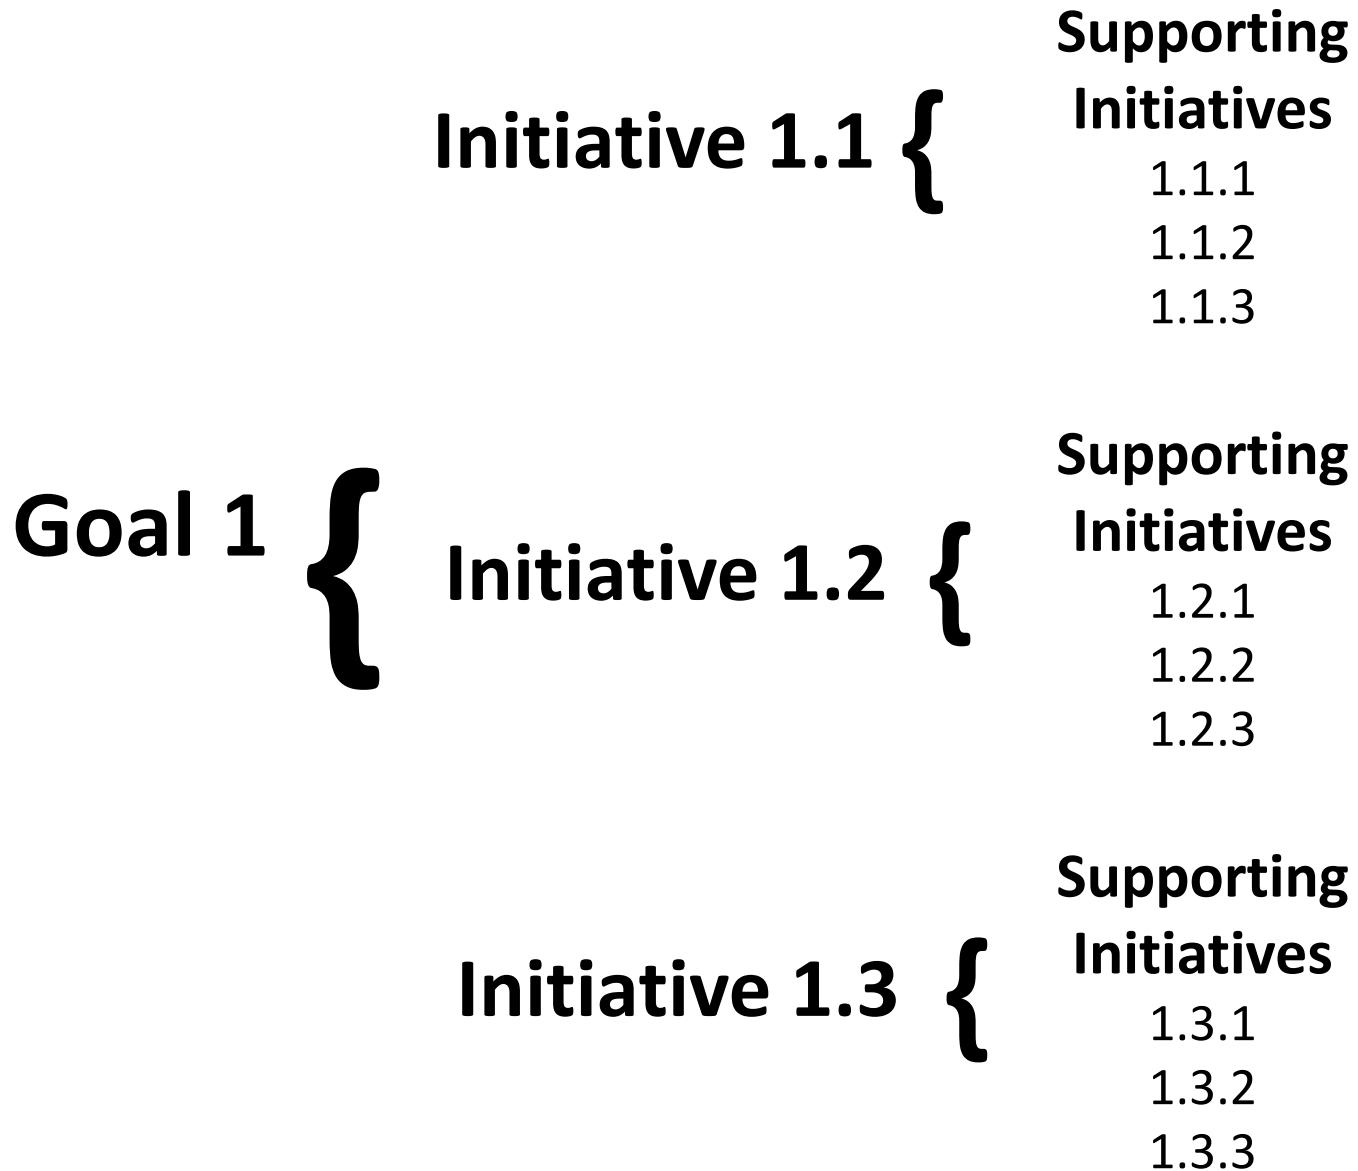 Goal 1 {
Initiative 1.1 {
Supporting
Initiatives
1.1.1
1.1.2
1.1.3
Initiative 1.2 {
Supporting
Initiatives
1.2.1
1.2.2
1.2.3
Initiative 1.3 {
Supporting
Initiatives
1.3.1
1.3.2
1.3.3